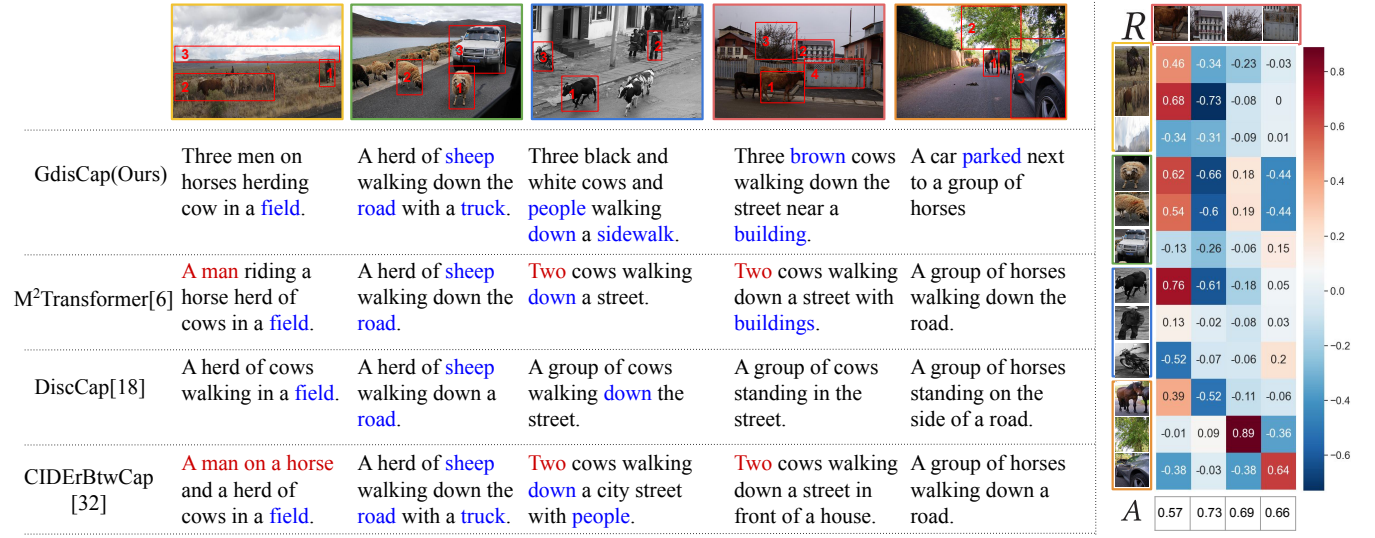 3
1
2
3
2
1
3
2
1
3
2
4
1
2
1
3
GdisCap(Ours)
Three men on
horses herding
cow in a field.
A herd of sheep
walking down the
road with a truck.
Three black and
white cows and
people walking
down a sidewalk.
Three brown cows
walking down the
street near a
building.
A car parked next
to a group of
horses
M²Transformer[6]
A man riding a
horse herd of
cows in a field.
A herd of sheep
walking down the
road.
Two cows walking
down a street.
Two cows walking
down a street with
buildings.
A group of horses
walking down the
road.
DiscCap[18]
A herd of cows
walking in a field.
A herd of sheep
walking down a
road.
A group of cows
walking down the
street.
A group of cows
standing in the
street.
A group of horses
standing on the
side of a road.
CIDErBtwCap
[32]
A man on a horse
and a herd of
cows in a field.
A herd of sheep
walking down the
road with a truck.
Two cows walking
down a city street
with people.
Two cows walking
down a street in
front of a house.
A group of horses
walking down a
road.
R
0.46 -0.34 -0.23 -0.03
0.68 -0.73 -0.08 0
-0.34 -0.31 -0.09 0.01
0.62 -0.66 0.18 -0.44
0.54 -0.6 0.19 -0.44
-0.13 -0.26 -0.06 0.15
0.76 -0.61 -0.18 0.05
0.13 -0.02 -0.08 0.03
-0.52 -0.07 -0.06 0.2
0.39 -0.52 -0.11 -0.06
-0.01 0.09 0.89 -0.36
-0.38 -0.03 -0.38 0.64
A 0.57 0.73 0.69 0.66
0.8
0.6
0.4
0.2
0.0
−0.2
−0.4
−0.6